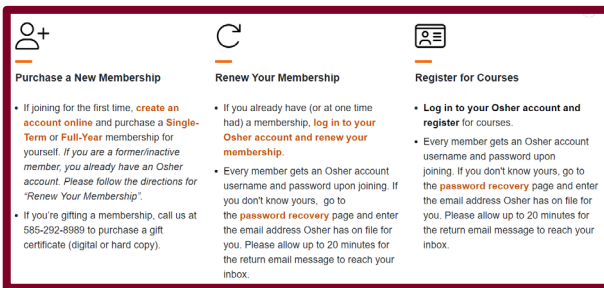 Purchase a New Membership
• If joining for the first time, create an
account online and purchase a Single-
Term or Full-Year membership for
yourself. If you are a former/inactive
member, you already have an Osher
account. Please follow the directions for
"Renew Your Membership".
• If you're gifting a membership, call us at
585-292-8989 to purchase a gift
certificate (digital or hard copy).
Renew Your Membership
• If you already have (or at one time
had) a membership, log in to your
Osher account and renew your
membership.
• Every member gets an Osher account
username and password upon joining. If
you don't know yours, go to
the password recovery page and enter
the email address Osher has on file for
you. Please allow up to 20 minutes for
the return email message to reach your
inbox.
Register for Courses
• Log in to your Osher account and
register for courses.
• Every member gets an Osher account
username and password upon
joining. If you don't know yours, go to
the password recovery page and enter
the email address Osher has on file for
you. Please allow up to 20 minutes for
the return email message to reach your
inbox.